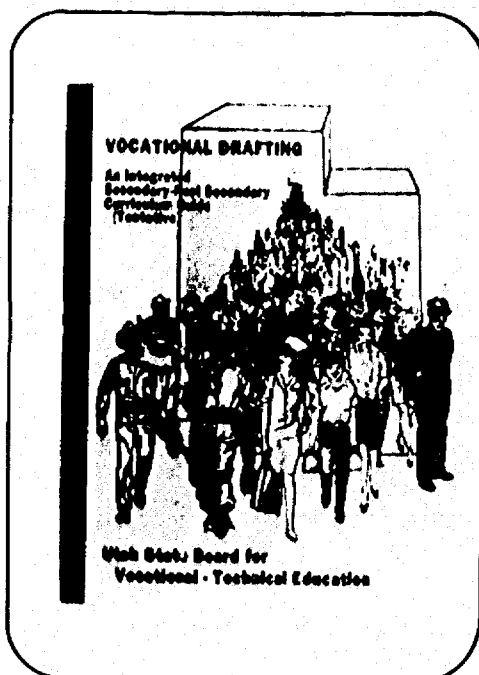 VOCATIONAL DRAFTING
An Integrated
Secondary-Post Secondary
Curriculum Guide
(Tentative)
Utah State Board for
Vocational - Technical Education